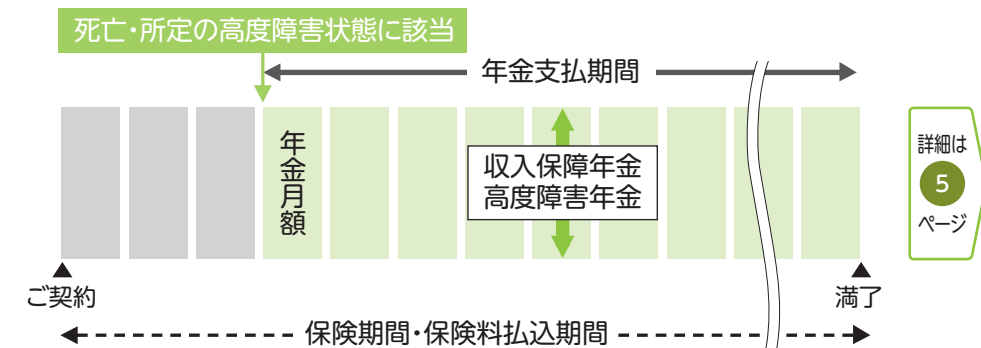 死亡・所定の高度障害状態に該当
年金支払期間
年金月額
収入保障年金
高度障害年金
詳細は
5
ページ
ご契約
満了
保険期間・保険料払込期間